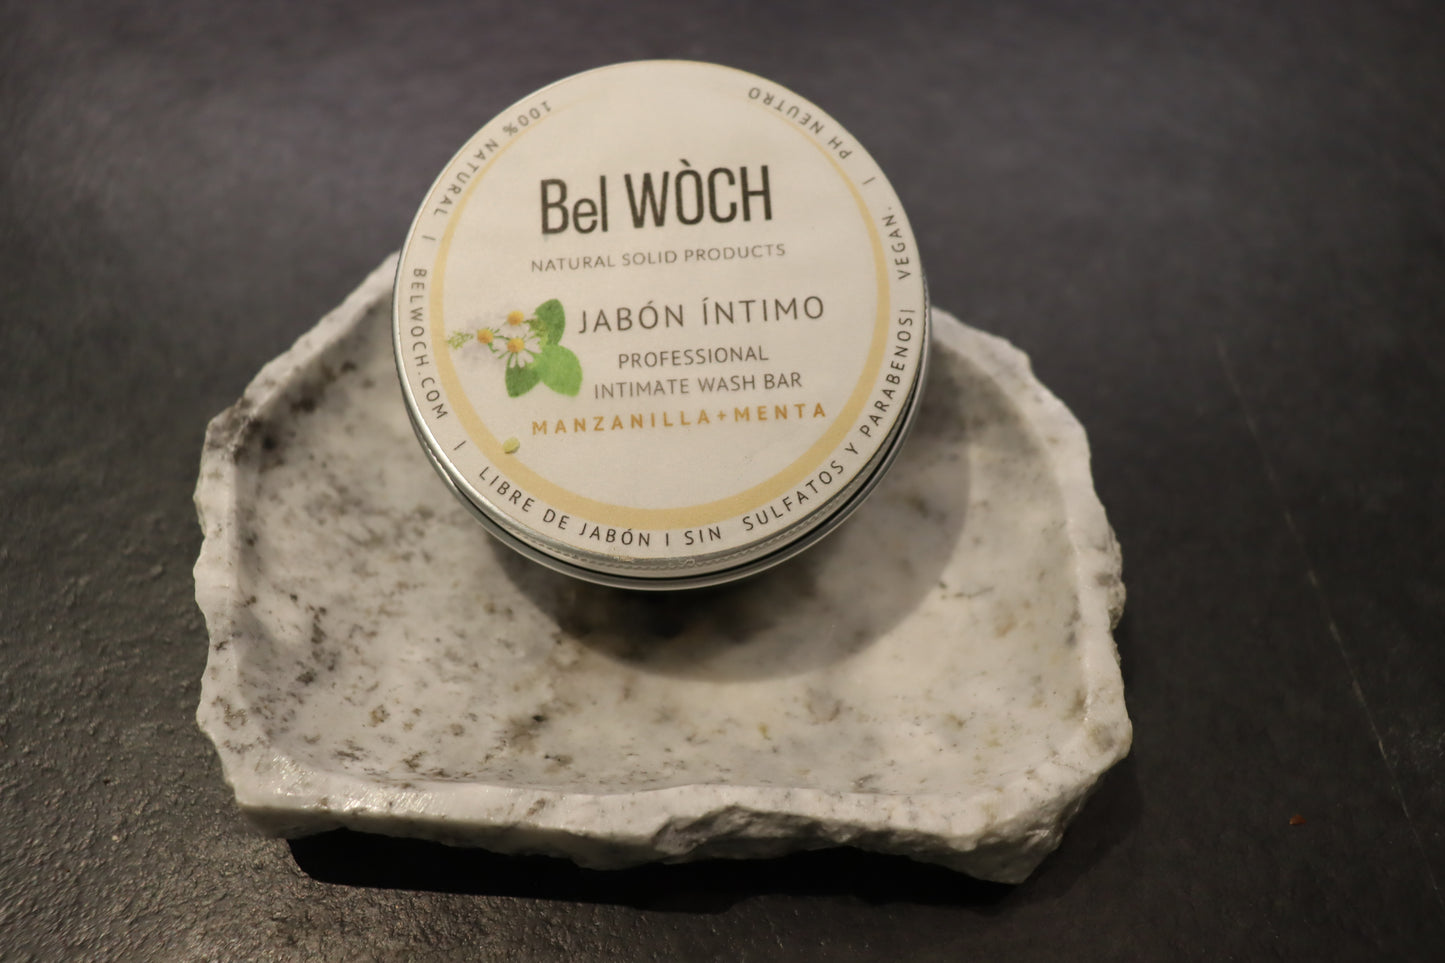 Bel WÒCH
NATURAL SOLID PRODUCTS
JABÓN ÍNTIMO
PROFESSIONAL
INTIMATE WASH BAR
MANZANILLA+MENTA
100% NATURAL | BELWOCH.COM | LIBRE DE JABÓN | SIN SULFATOS Y PARABENOS| VEGAN. | PH NEUTRO